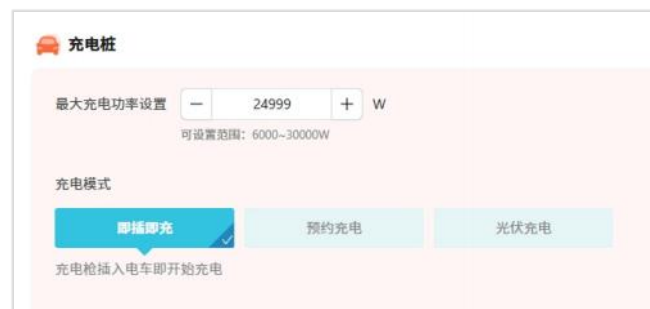 充电桩
最大充电功率设置 － 24999 ＋ W
可设置范围：6000~30000W
充电模式
即插即充 预约充电 光伏充电
充电枪插入电车即开始充电